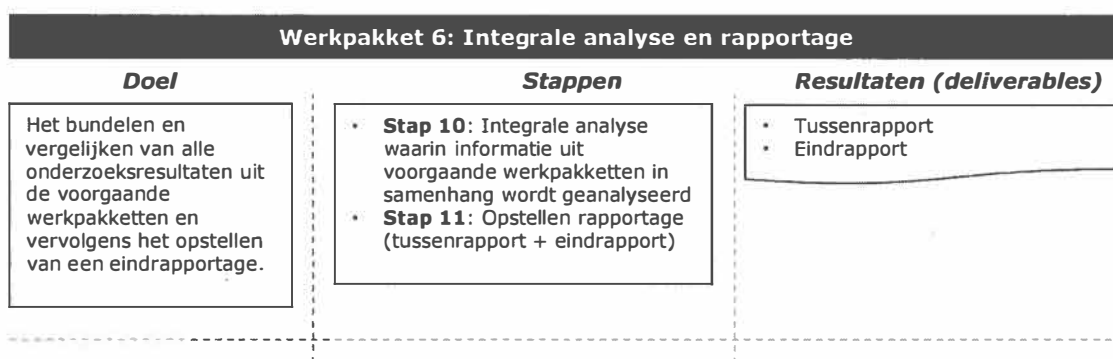 Werkpakket 6: Integrale analyse en rapportage
Doel
Het bundelen en
vergelijken van alle
onderzoeksresultaten uit
de voorgaande
werkpakketten en
vervolgens het opstellen
van een eindrapportage.
Stappen
• Stap 10: Integrale analyse
waarin informatie uit
voorgaande werkpakketten in
samenhang wordt geanalyseerd
• Stap 11: Opstellen rapportage
(tussenrapport + eindrapport)
Resultaten (deliverables)
• Tussenrapport
• Eindrapport